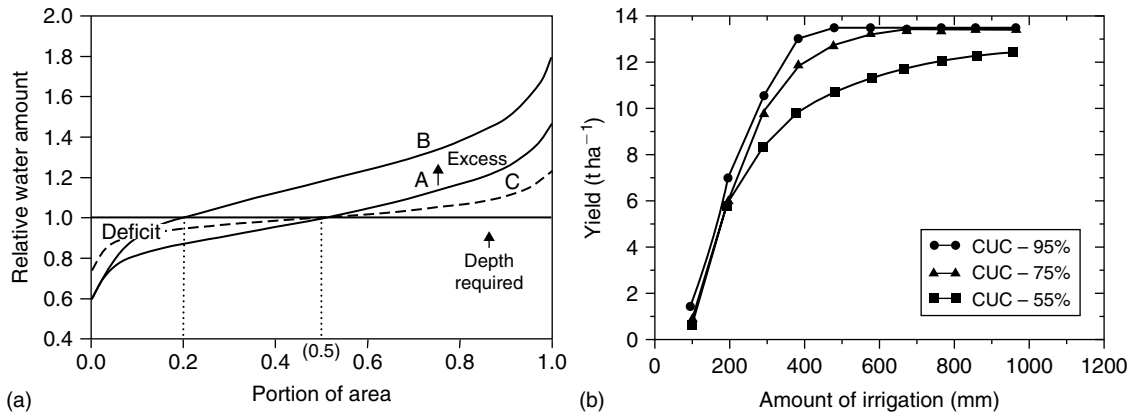 2.0
1.8
1.6
1.4
1.2
1.0
0.8
0.6
0.4
Relative water amount
B
Excess
A
C
Deficit
Depth
required
0.0
0.2
(0.5)
0.4
0.6
0.8
1.0
Portion of area
(a)
14
12
10
8
6
4
2
0
Yield (t ha⁻¹)
CUC – 95%
CUC – 75%
CUC – 55%
0
200
400
600
800
1000
1200
Amount of irrigation (mm)
(b)